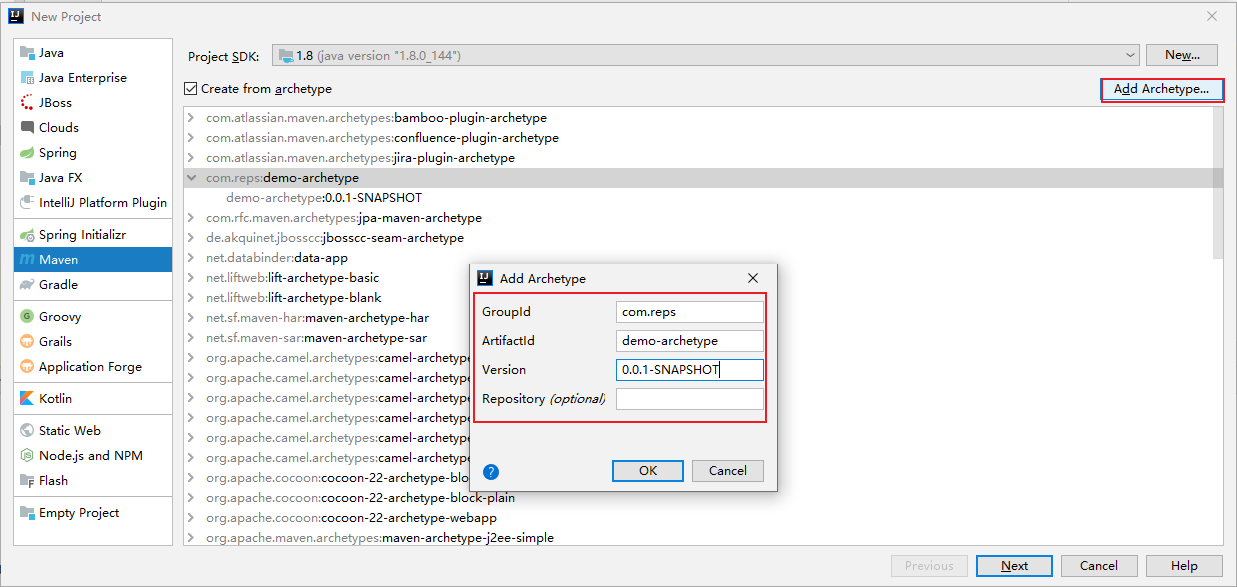 New Project
Java
Java Enterprise
JBoss
Clouds
Spring
Java FX
IntelliJ Platform Plugin
Spring Initializr
Maven
Gradle
Groovy
Grails
Application Forge
Kotlin
Static Web
Node.js and NPM
Flash
Empty Project
Project SDK: 1.8 (java version "1.8.0_144") New...
Create from archetype Add Archetype...
com.atlassian.maven.archetypes:bamboo-plugin-archetype
com.atlassian.maven.archetypes:confluence-plugin-archetype
com.atlassian.maven.archetypes:jira-plugin-archetype
com.reps:demo-archetype
demo-archetype:0.0.1-SNAPSHOT
com.rfc.maven.archetypes:jpa-maven-archetype
de.akquinet.jbosscc:jbosscc-seam-archetype
net.databinder:data-app
net.liftweb:lift-archetype-basic
net.liftweb:lift-archetype-blank
net.sf.maven-har:maven-archetype-har
net.sf.maven-sar:maven-archetype-sar
org.apache.camel.archetypes:camel-archetype
org.apache.camel.archetypes:camel-archetype
org.apache.camel.archetypes:camel-archetype
org.apache.camel.archetypes:camel-archetype
org.apache.camel.archetypes:camel-archetype
org.apache.camel.archetypes:camel-archetype
org.apache.cocoon:cocoon-22-archetype-blo
org.apache.cocoon:cocoon-22-archetype-block-plain
org.apache.cocoon:cocoon-22-archetype-webapp
org.apache.maven.archetypes:maven-archetype-j2ee-simple
Add Archetype
GroupId com.reps
ArtifactId demo-archetype
Version 0.0.1-SNAPSHOT
Repository (optional)
? OK Cancel
Previous Next Cancel Help